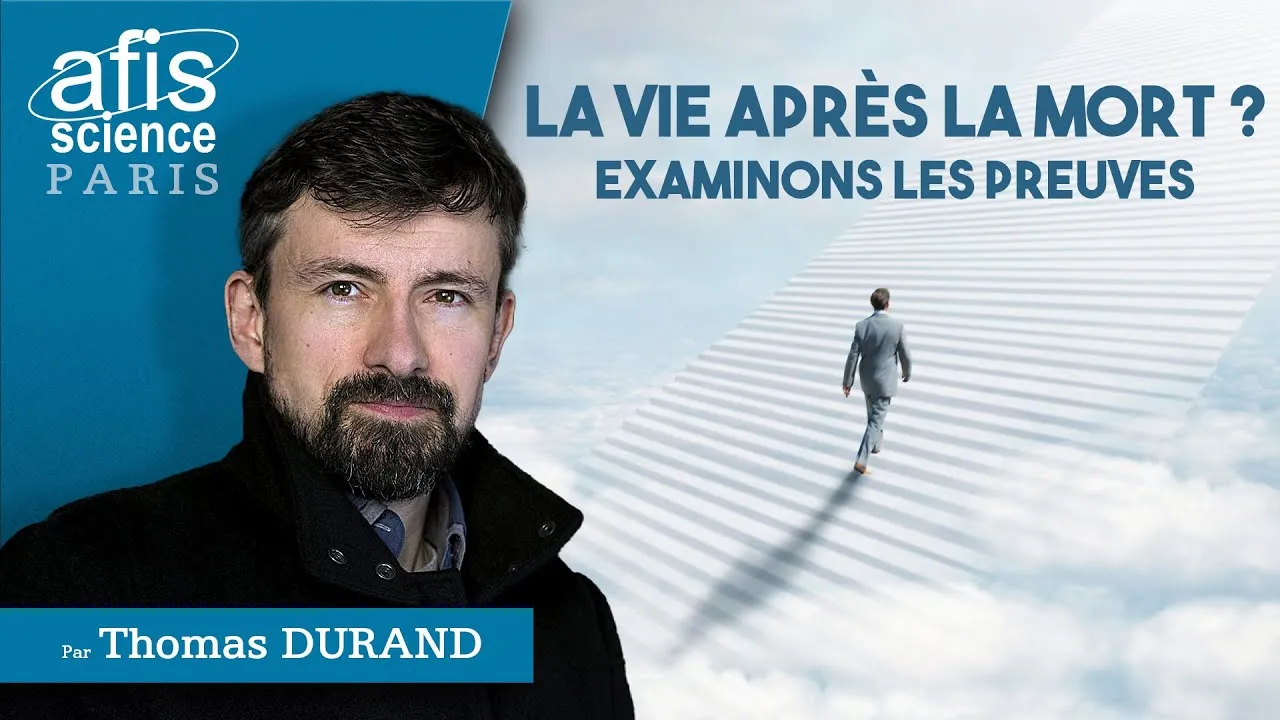 afis
science
PARIS
LA VIE APRÈS LA MORT ?
EXAMINONS LES PREUVES
Par Thomas DURAND